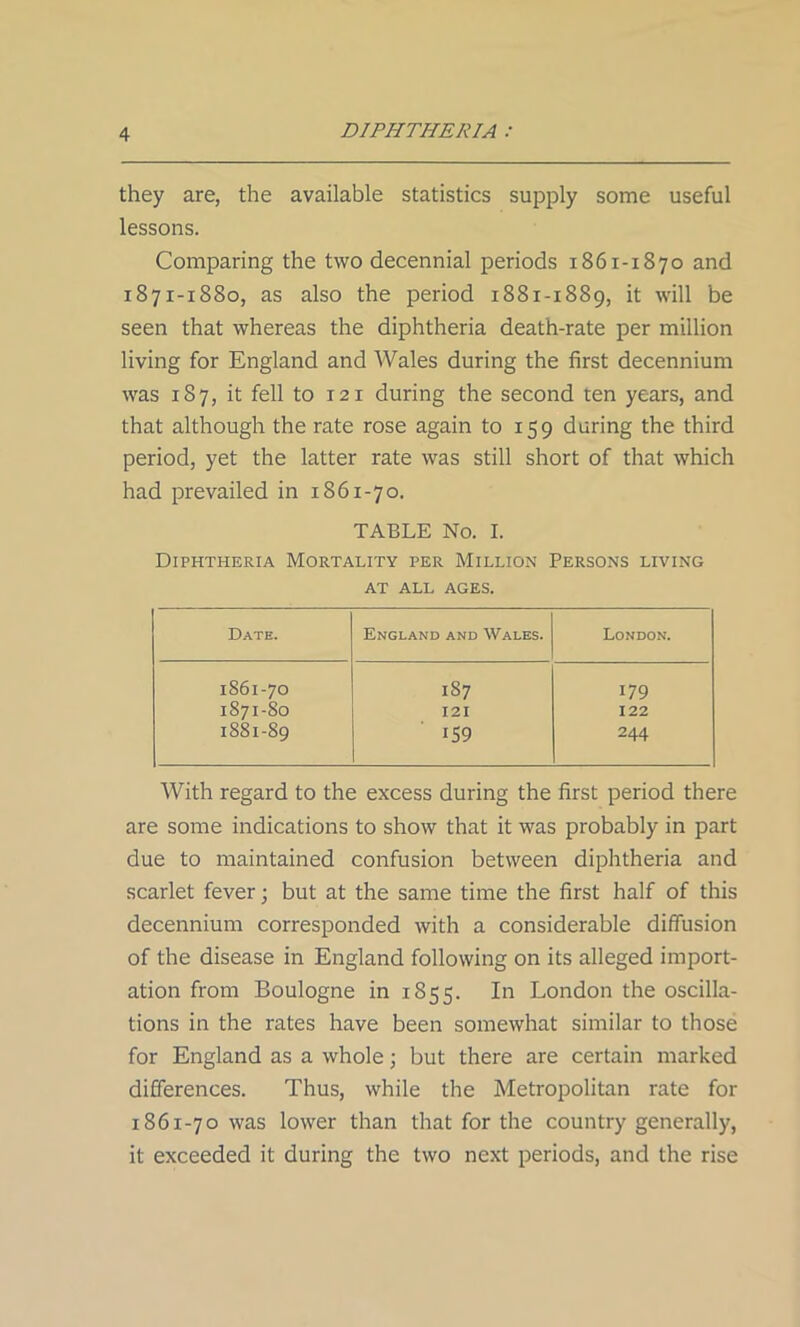 4 DIPHTHERIA :
they are, the available statistics supply some useful
lessons.
Comparing the two decennial periods 1861-1870 and
1871-1880, as also the period 1881-1889, it will be
seen that whereas the diphtheria death-rate per million
living for England and Wales during the first decennium
was 187, it fell to 121 during the second ten years, and
that although the rate rose again to 159 during the third
period, yet the latter rate was still short of that which
had prevailed in 1861-70.
TABLE No. I.
DIPHTHERIA MORTALITY PER MILLION PERSONS LIVING
AT ALL AGES.
DATE. ENGLAND AND WALES. LONDON.
1861-70 187 179
1871-80 121 122
1881-89 159 244
With regard to the excess during the first period there
are some indications to show that it was probably in part
due to maintained confusion between diphtheria and
scarlet fever; but at the same time the first half of this
decennium corresponded with a considerable diffusion
of the disease in England following on its alleged import-
ation from Boulogne in 1855. In London the oscilla-
tions in the rates have been somewhat similar to those
for England as a whole; but there are certain marked
differences. Thus, while the Metropolitan rate for
1861-70 was lower than that for the country generally,
it exceeded it during the two next periods, and the rise